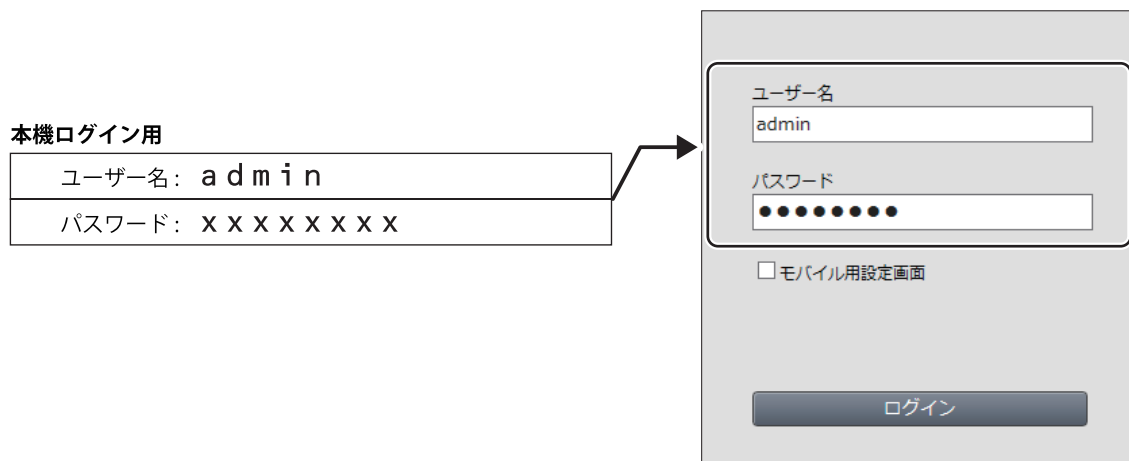 本機ログイン用
ユーザー名： admin
パスワード： xxxxxxxx
ユーザー名
admin
パスワード
●●●●●●●●
モバイル用設定画面
ログイン